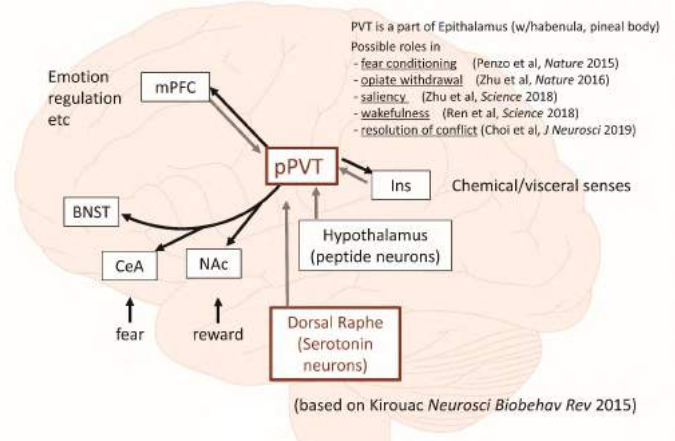 PVT is a part of Epithalamus (w/habenula, pineal body)
Possible roles in
- fear conditioning (Penzo et al, Nature 2015)
- opiate withdrawal (Zhu et al, Nature 2016)
- saliency (Zhu et al, Science 2018)
- wakefulness (Ren et al, Science 2018)
- resolution of conflict (Choi et al, J Neurosci 2019)
Emotion
regulation
etc
mPFC
pPVT
Ins
Chemical/visceral senses
BNST
Hypothalamus
(peptide neurons)
CeA
NAc
fear
reward
Dorsal Raphe
(Serotonin
neurons)
(based on Kirouac Neurosci Biobehav Rev 2015)